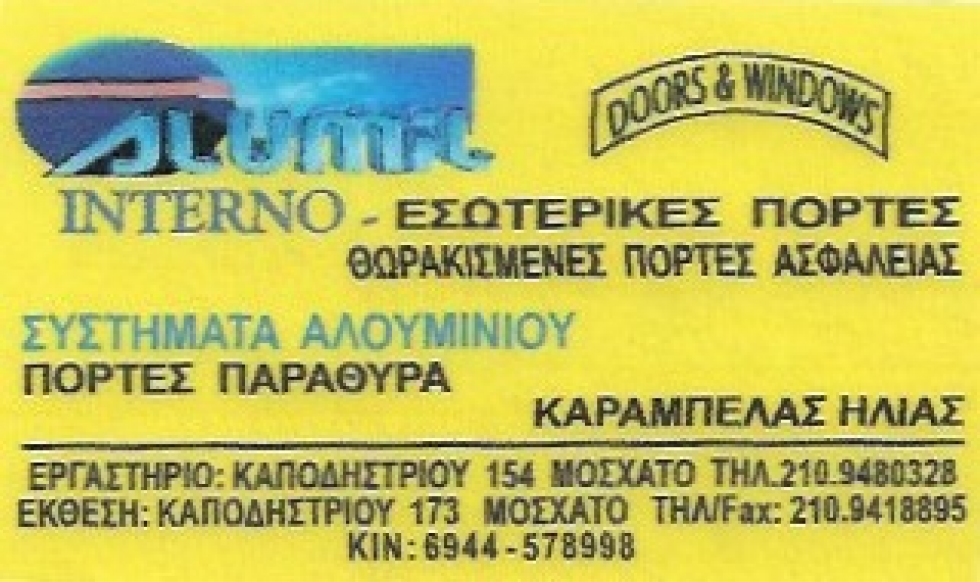 ALUMIL
DOORS & WINDOWS
INTERNO - ΕΣΩΤΕΡΙΚΕΣ ΠΟΡΤΕΣ
ΘΩΡΑΚΙΣΜΕΝΕΣ ΠΟΡΤΕΣ ΑΣΦΑΛΕΙΑΣ
ΣΥΣΤΗΜΑΤΑ ΑΛΟΥΜΙΝΙΟΥ
ΠΟΡΤΕΣ ΠΑΡΑΘΥΡΑ
ΚΑΡΑΜΠΕΛΑΣ ΗΛΙΑΣ
ΕΡΓΑΣΤΗΡΙΟ: ΚΑΠΟΔΗΣΤΡΙΟΥ 154 ΜΟΣΧΑΤΟ ΤΗΛ.210.9480328
ΕΚΘΕΣΗ: ΚΑΠΟΔΗΣΤΡΙΟΥ 173 ΜΟΣΧΑΤΟ ΤΗΛ/Fax: 210.9418895
ΚΙΝ: 6944 - 578998